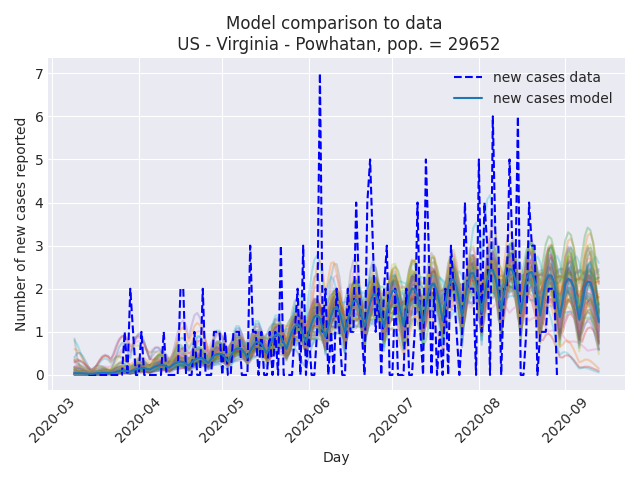 Model comparison to data
US - Virginia - Powhatan, pop. = 29652
new cases data
new cases model
Number of new cases reported
7
6
5
4
3
2
1
0
2020-03
2020-04
2020-05
2020-06
2020-07
2020-08
2020-09
Day